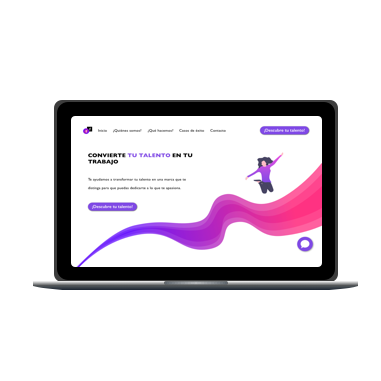 Inicio ¿Quiénes somos? ¿Qué hacemos? Casos de éxito Contacto ¡Descubre tu talento!
CONVIERTE TU TALENTO EN TU
TRABAJO
Te ayudamos a transformar tu talento en una marca que te
distinga para que puedas dedicarte a lo que te apasiona.
¡Descubre tu talento!